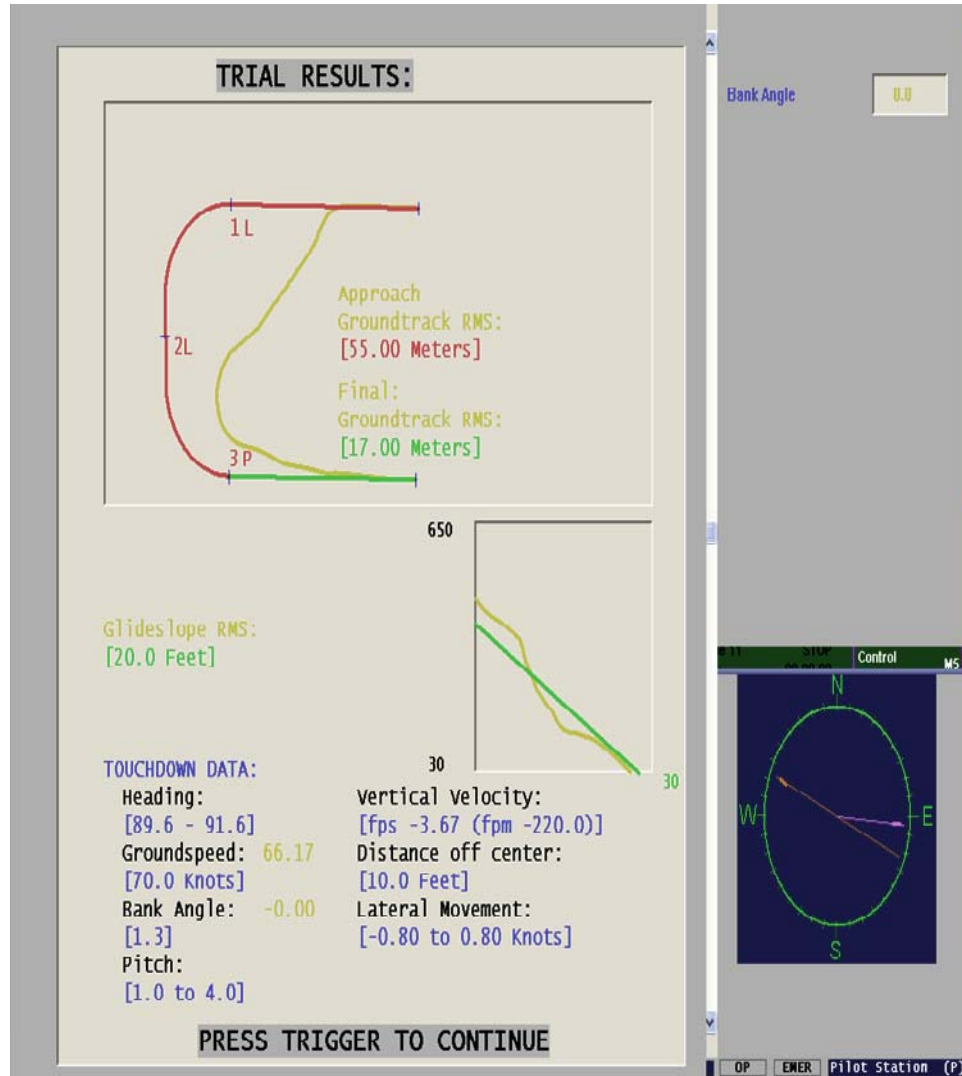 TRIAL RESULTS:
1L
2L
3P
Approach
Groundtrack RMS:
[55.00 Meters]
Final:
Groundtrack RMS:
[17.00 Meters]
650
30
30
Glideslope RMS:
[20.0 Feet]
TOUCHDOWN DATA:
Heading:
[89.6 - 91.6]
Groundspeed: 66.17
[70.0 Knots]
Bank Angle: -0.00
[1.3]
Pitch:
[1.0 to 4.0]
Vertical Velocity:
[fps -3.67 (fpm -220.0)]
Distance off center:
[10.0 Feet]
Lateral Movement:
[-0.80 to 0.80 Knots]
PRESS TRIGGER TO CONTINUE
Bank Angle 0.0
STOP
Control
M5
N
W E
S
OP EMER Pilot Station (P)